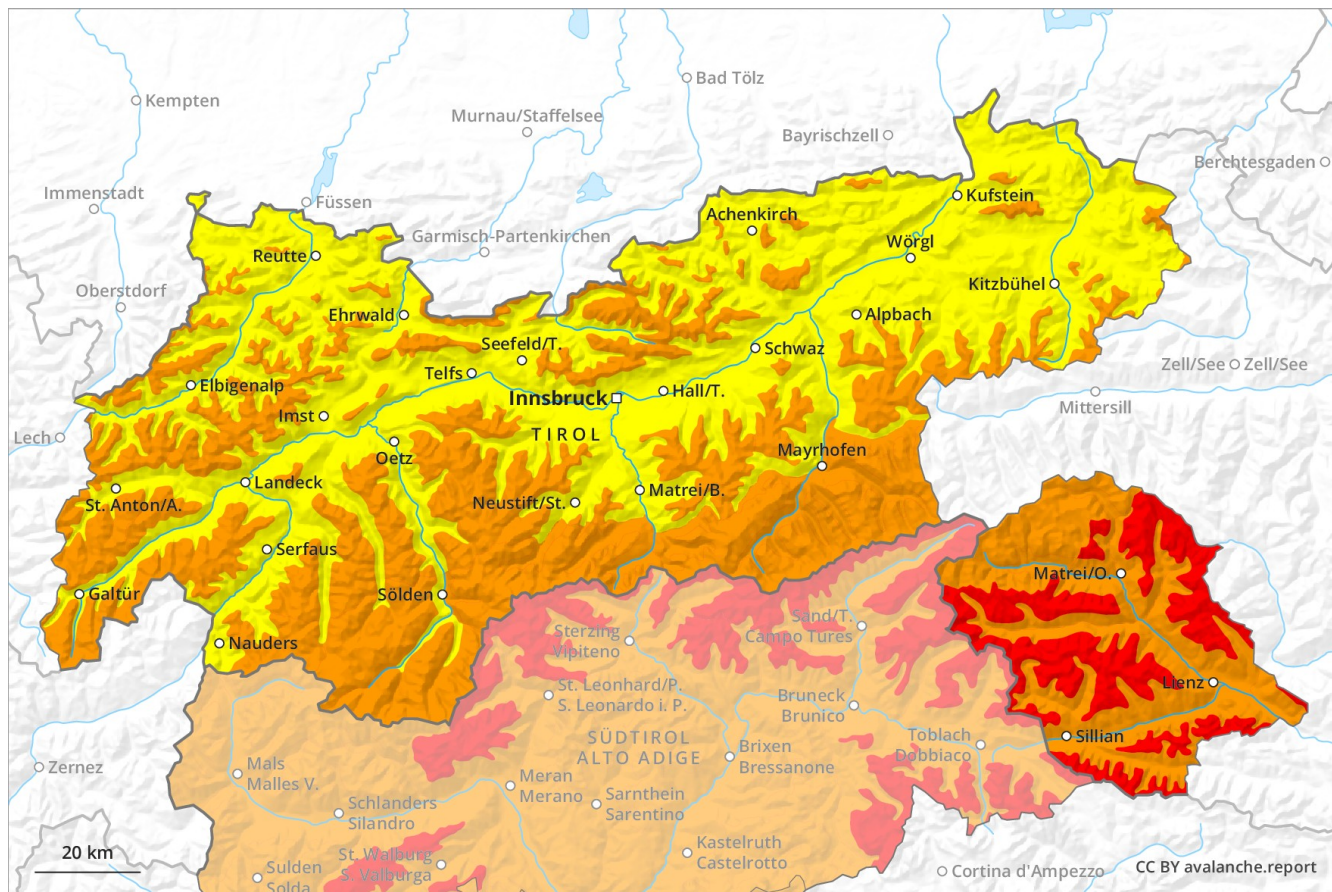 Kempten
Bad Tölz
Murnau/Staffelsee
Bayrischzell
Berchtesgaden
Immenstadt
Füssen
Kufstein
Achenkirch
Garmisch-Partenkirchen
Wörgl
Reutte
Oberstdorf
Kitzbühel
Ehrwald
Alpbach
Seefeld/T.
Schwaz
Zell/See
Zell/See
Telfs
Elbigenalp
Hall/T.
Innsbruck
Mittersill
Imst
Lech
TIROL
Mayrhofen
Oetz
Landeck
Matrei/B.
St. Anton/A.
Neustift/St.
Serfaus
Matrei/O.
Galtür
Sölden
Sand/T.
Campo Tures
Sterzing
Vipiteno
Nauders
Lienz
St. Leonhard/P.
S. Leonardo i. P.
Bruneck
Brunico
Sillian
SÜDTIROL
ALTO ADIGE
Toblach
Dobbiaco
Brixen
Bressanone
Zernez
Mals
Malles V.
Meran
Merano
Sarnthein
Sarentino
Schlanders
Silandro
20 km
Kastelruth
Castelrotto
St. Walburg
S. Valburga
Sulden
Solda
Cortina d'Ampezzo
CC BY avalanche.report